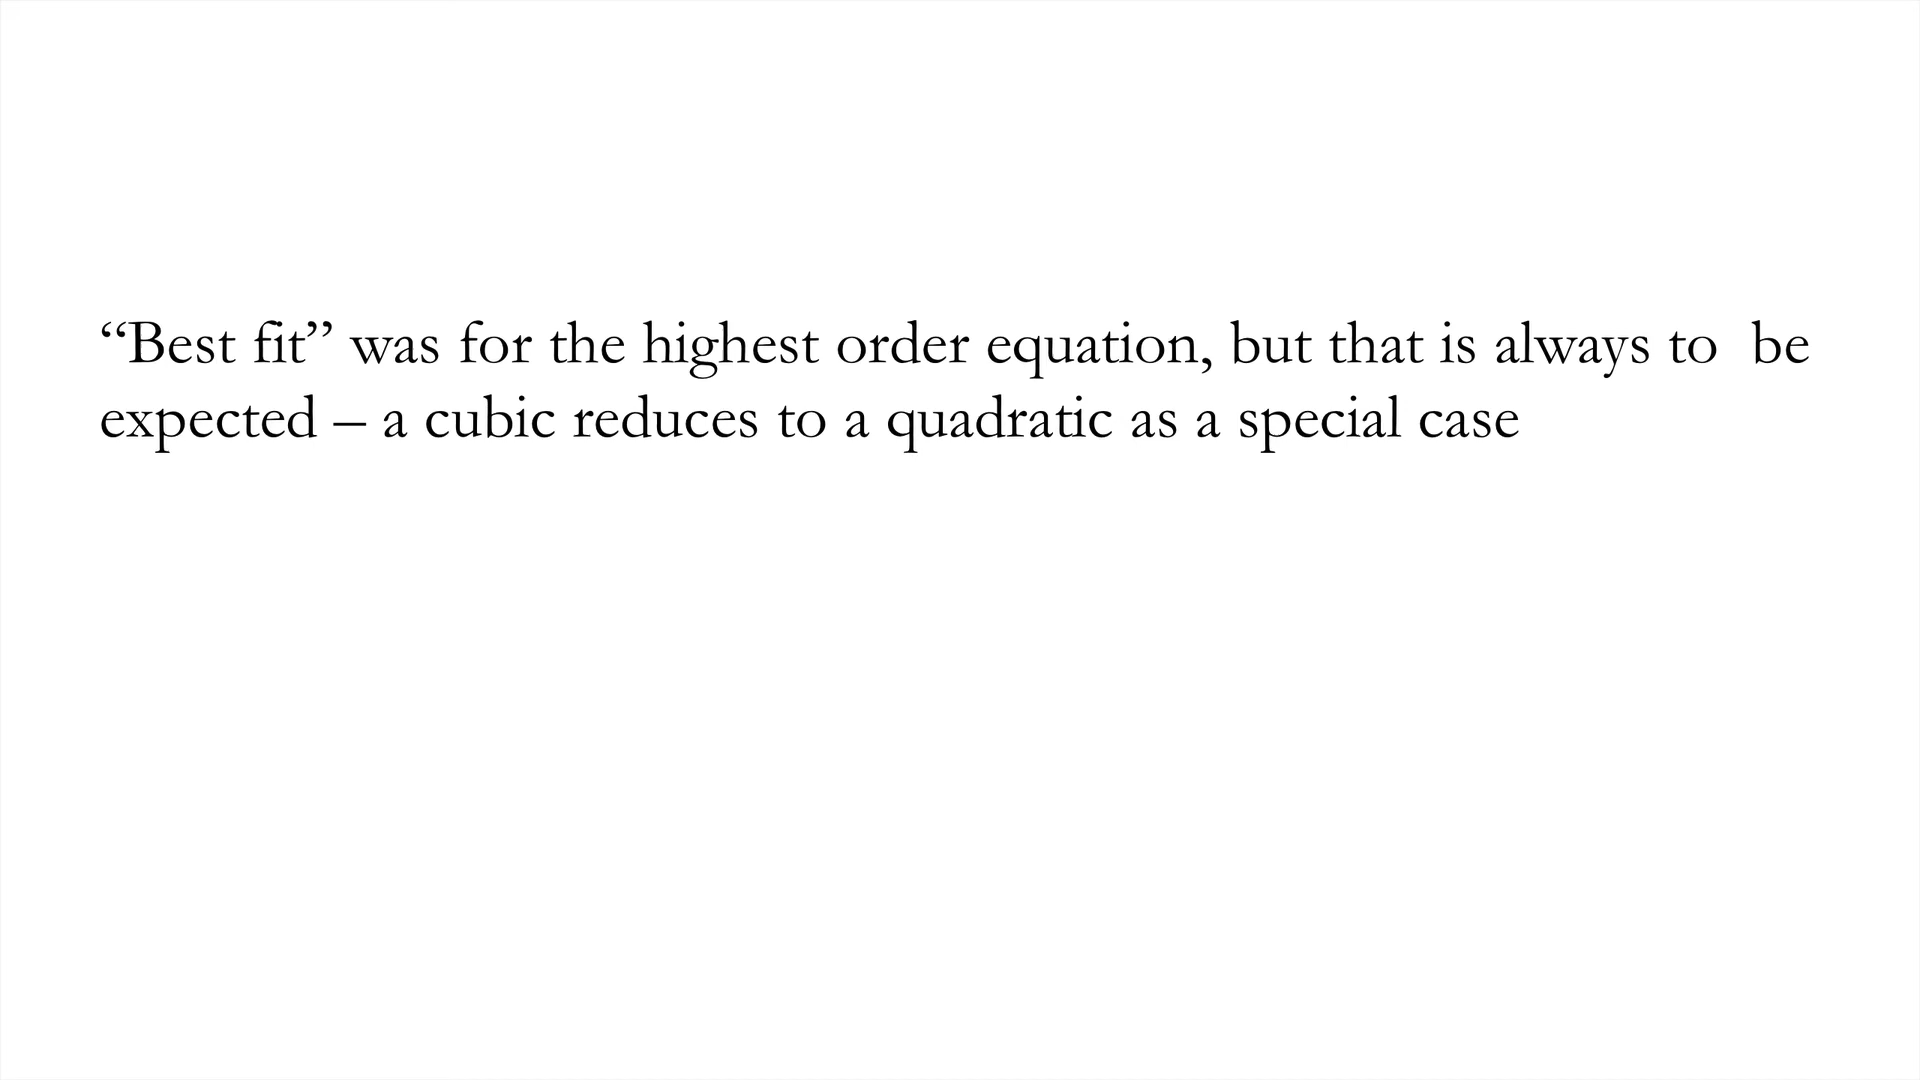 “Best fit” was for the highest order equation, but that is always to  be
expected – a cubic reduces to a quadratic as a special case